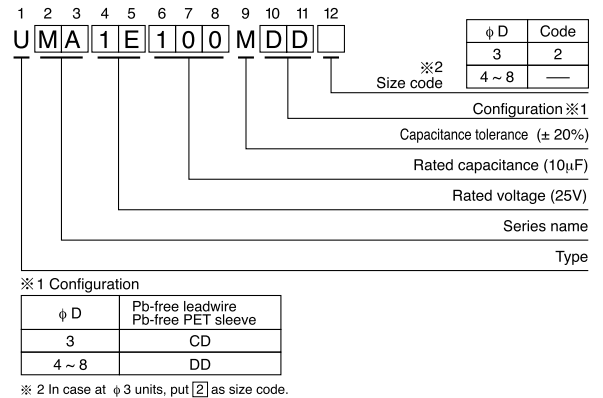 1 2 3 4 5 6 7 8 9 10 11 12
U M A 1 E 1 0 0 M D D
φ D Code
3 2
4 ~ 8 —
※2
Size code
Configuration ※1
Capacitance tolerance (± 20%)
Rated capacitance (10µF)
Rated voltage (25V)
Series name
Type
※1 Configuration
φ D
Pb-free leadwire
Pb-free PET sleeve
3 CD
4 ~ 8 DD
※ 2 In case at φ 3 units, put 2 as size code.